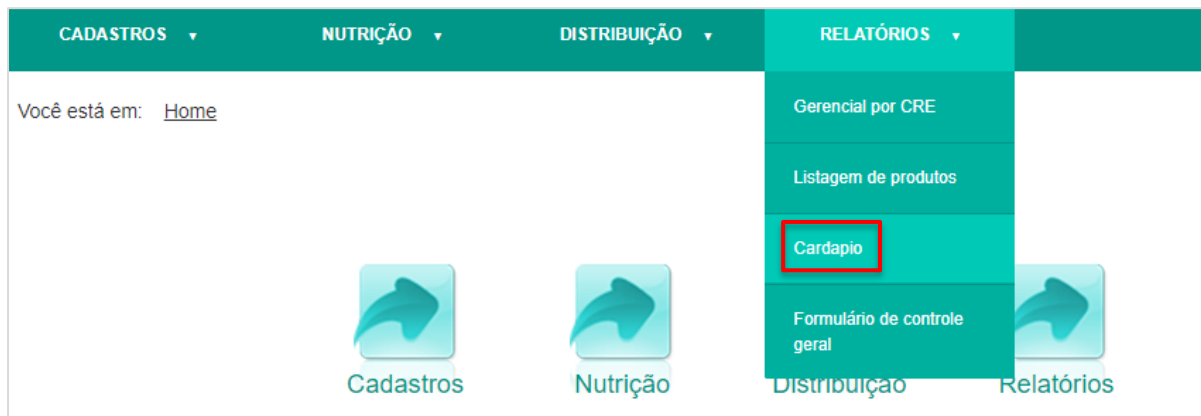 CADASTROS ▼ NUTRIÇÃO ▼ DISTRIBUIÇÃO ▼ RELATÓRIOS ▼
Você está em: Home
Gerencial por CRE
Listagem de produtos
Cardapio
Formulário de controle
geral
Cadastros Nutrição Distribuição Relatórios